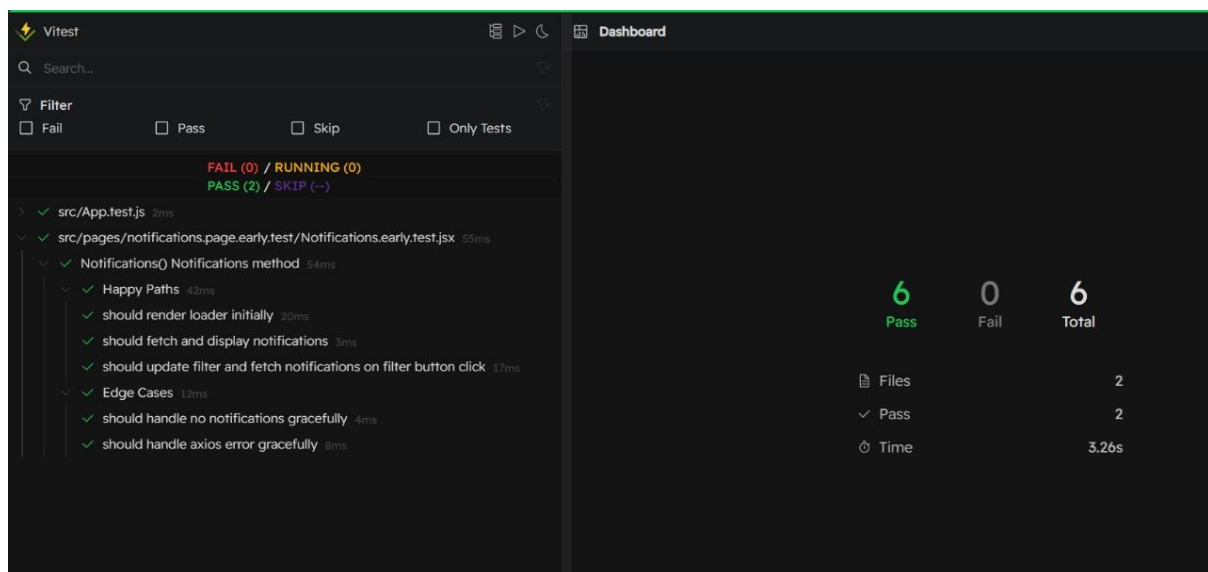 Vitest
Search...
Filter
Fail Pass Skip Only Tests
FAIL (0) / RUNNING (0)
PASS (2) / SKIP (--)
src/App.test.js 2ms
src/pages/notifications.page.early.test/Notifications.early.test.jsx 55ms
Notifications() Notifications method 54ms
Happy Paths 42ms
should render loader initially 20ms
should fetch and display notifications 3ms
should update filter and fetch notifications on filter button click 17ms
Edge Cases 12ms
should handle no notifications gracefully 4ms
should handle axios error gracefully 8ms
Dashboard
6 0 6
Pass Fail Total
Files 2
Pass 2
Time 3.26s